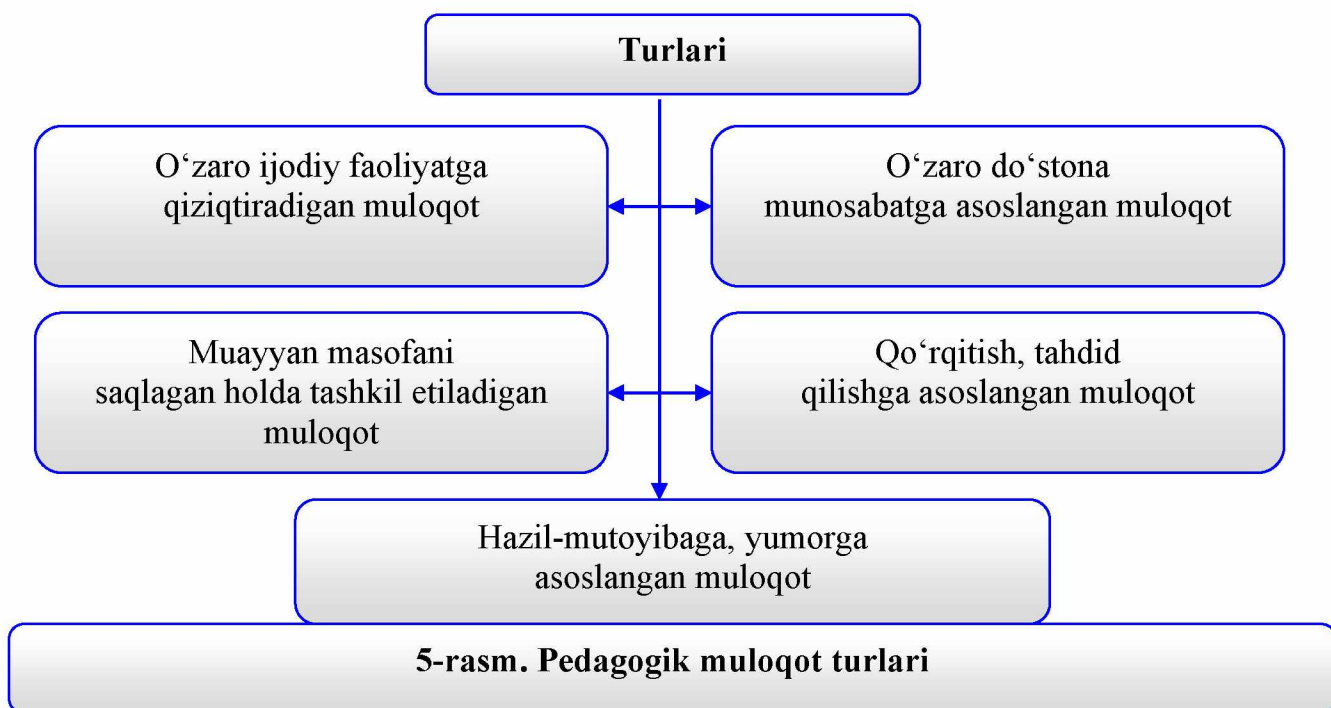 Turlari
O‘zaro ijodiy faoliyatga
qiziqtiradigan muloqot
O‘zaro do‘stona
munosabatga asoslangan muloqot
Muayyan masofani
saqlagan holda tashkil etiladigan
muloqot
Qo‘rqitish, tahdid
qilishga asoslangan muloqot
Hazil-mutoyibaga, yumorga
asoslangan muloqot
5-rasm. Pedagogik muloqot turlari